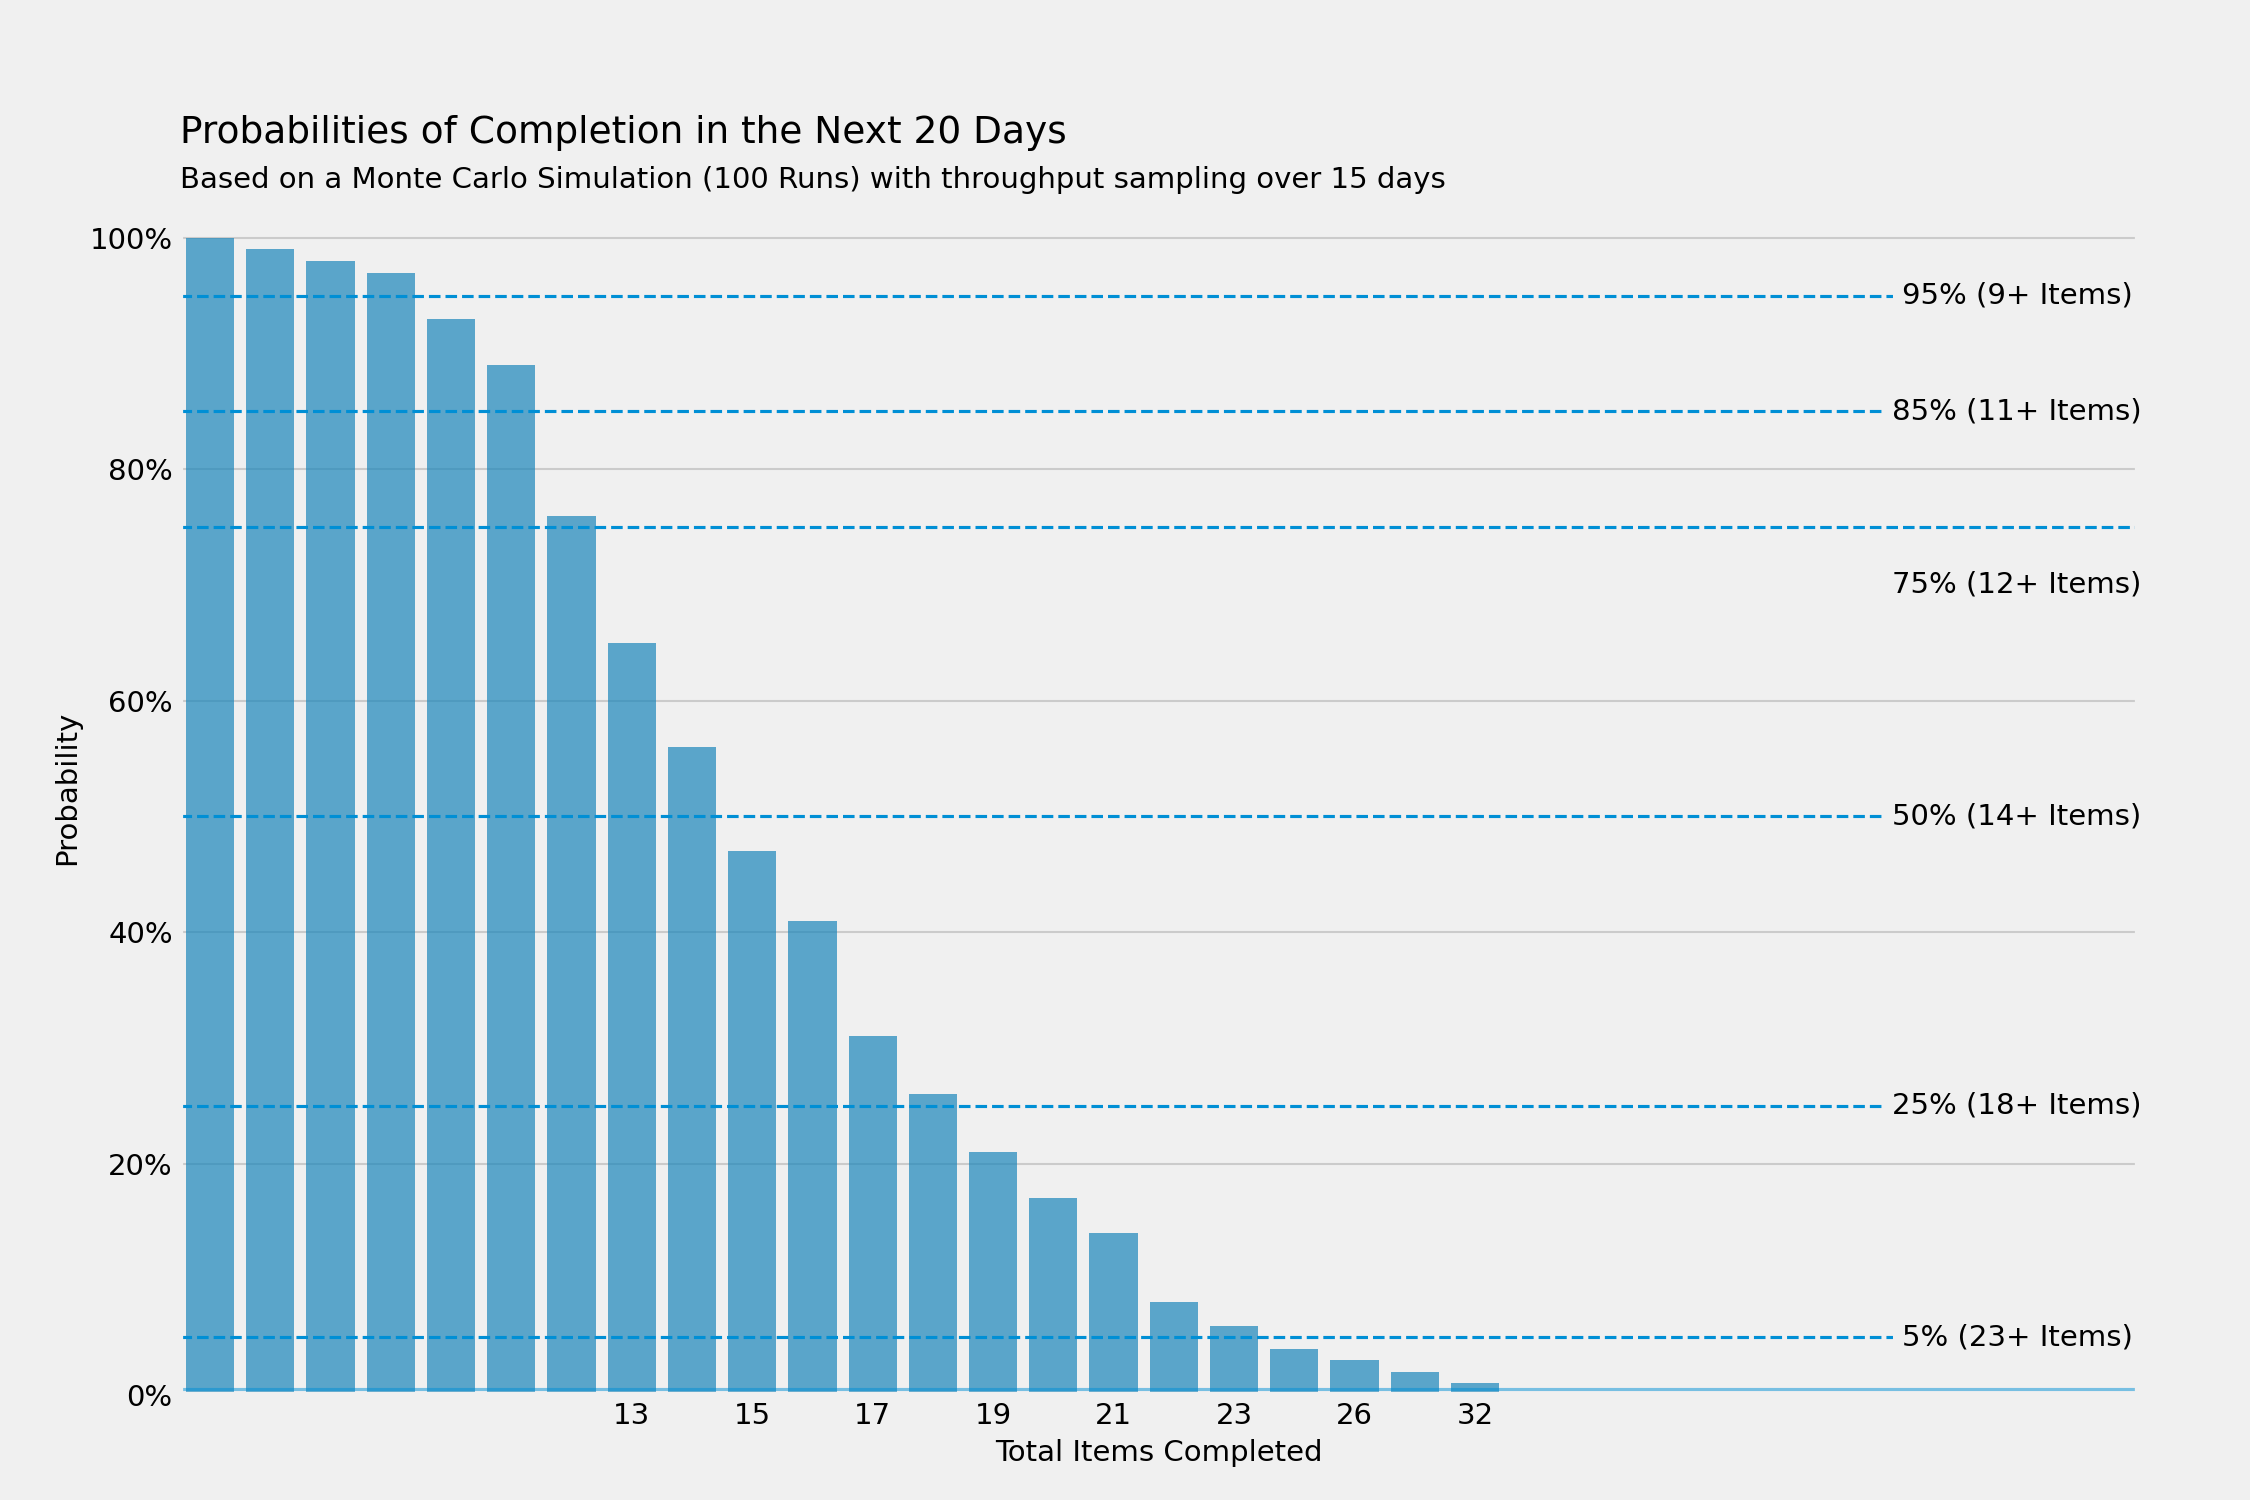 Probabilities of Completion in the Next 20 Days
Based on a Monte Carlo Simulation (100 Runs) with throughput sampling over 15 days
100%
95% (9+ Items)
85% (11+ Items)
80%
75% (12+ Items)
60%
Probability
50% (14+ Items)
40%
25% (18+ Items)
20%
5% (23+ Items)
0%
13 15 17 19 21 23 26 32
Total Items Completed